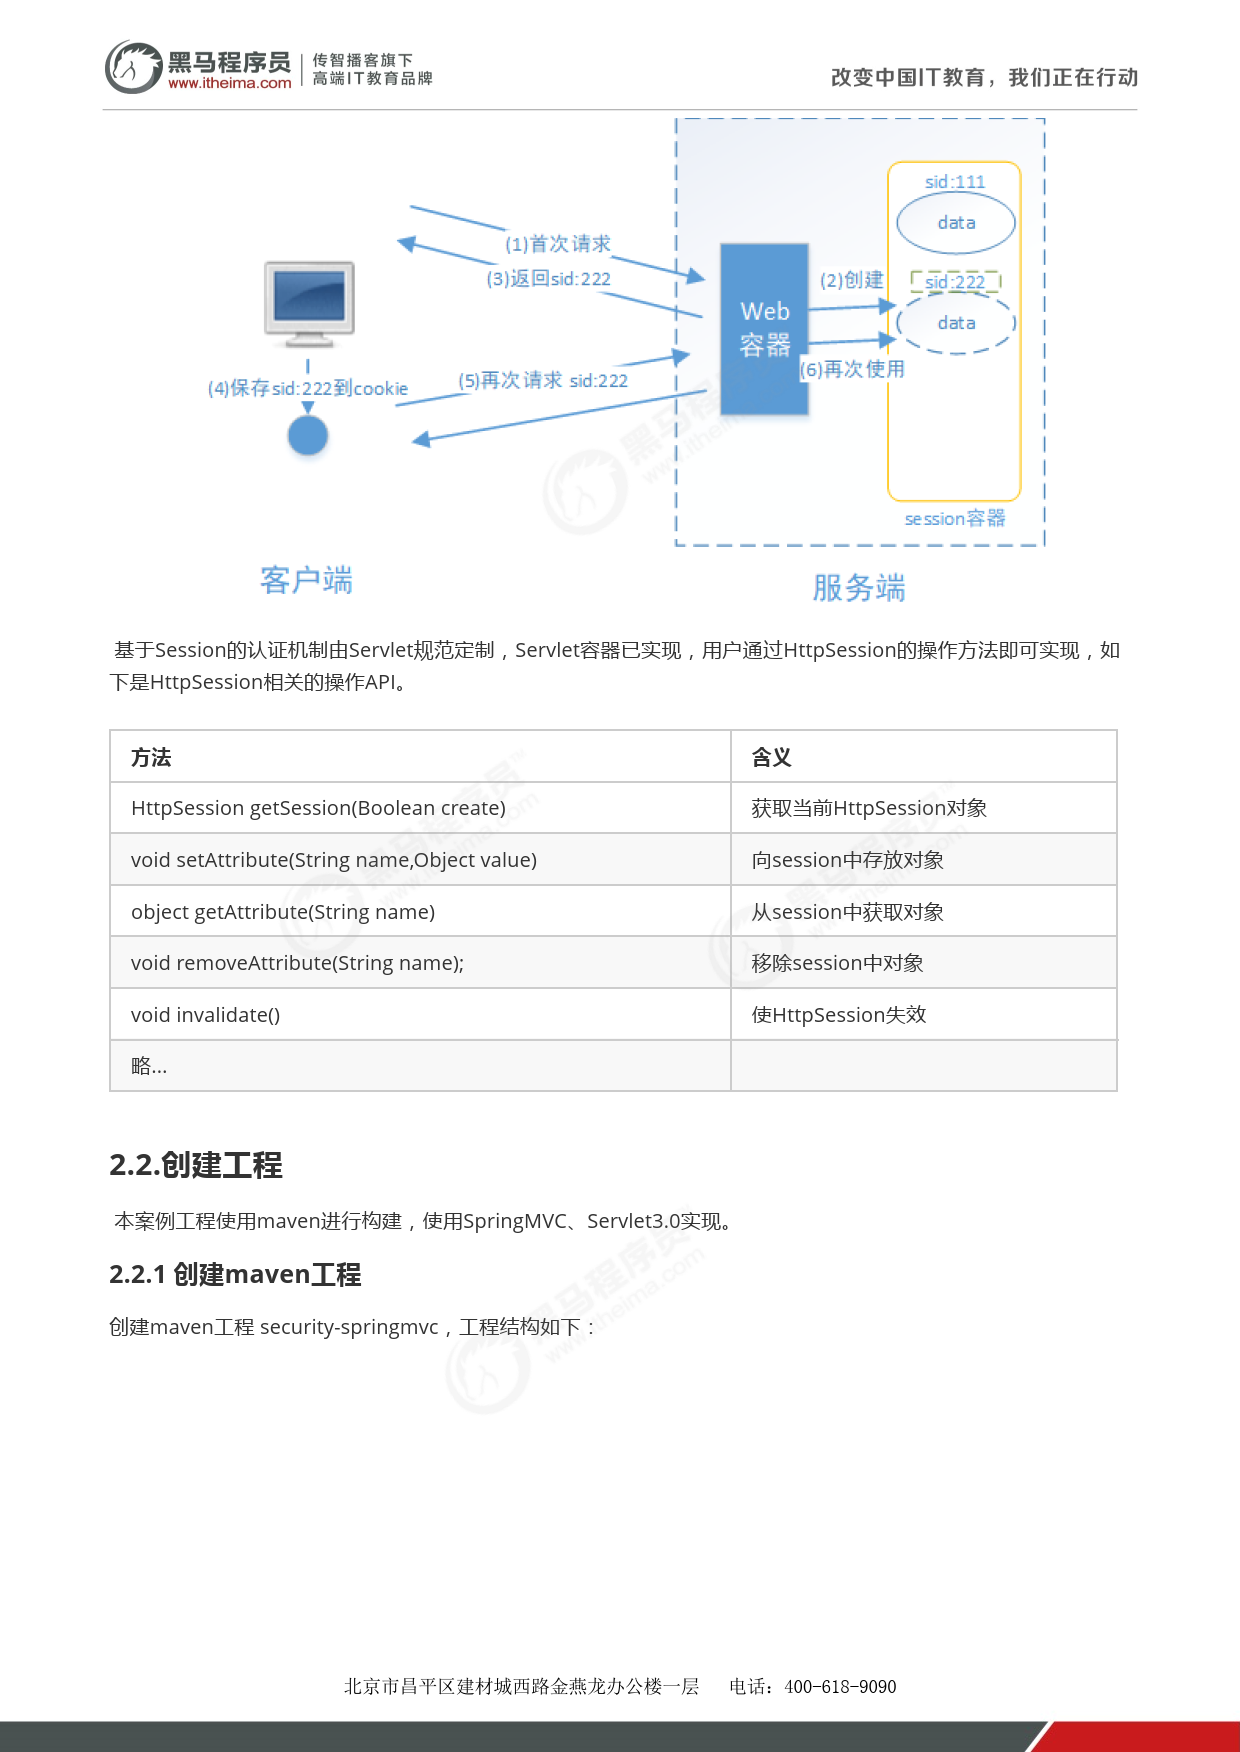 黑马程序员
www.itheima.com
传智播客旗下
高端IT教育品牌
改变中国IT教育，我们正在行动
sid:111
data
(1)首次请求
(3)返回sid:222
(2)创建
sid:222
data
Web
容器
(6)再次使用
(4)保存sid:222到cookie
(5)再次请求 sid:222
session容器
客户端
服务端
基于Session的认证机制由Servlet规范定制，Servlet容器已实现，用户通过HttpSession的操作方法即可实现，如
下是HttpSession相关的操作API。
方法 含义
HttpSession getSession(Boolean create) 获取当前HttpSession对象
void setAttribute(String name,Object value) 向session中存放对象
object getAttribute(String name) 从session中获取对象
void removeAttribute(String name); 移除session中对象
void invalidate() 使HttpSession失效
略...
2.2.创建工程
本案例工程使用maven进行构建，使用SpringMVC、Servlet3.0实现。
2.2.1 创建maven工程
创建maven工程 security-springmvc，工程结构如下：
北京市昌平区建材城西路金燕龙办公楼一层 电话：400-618-9090